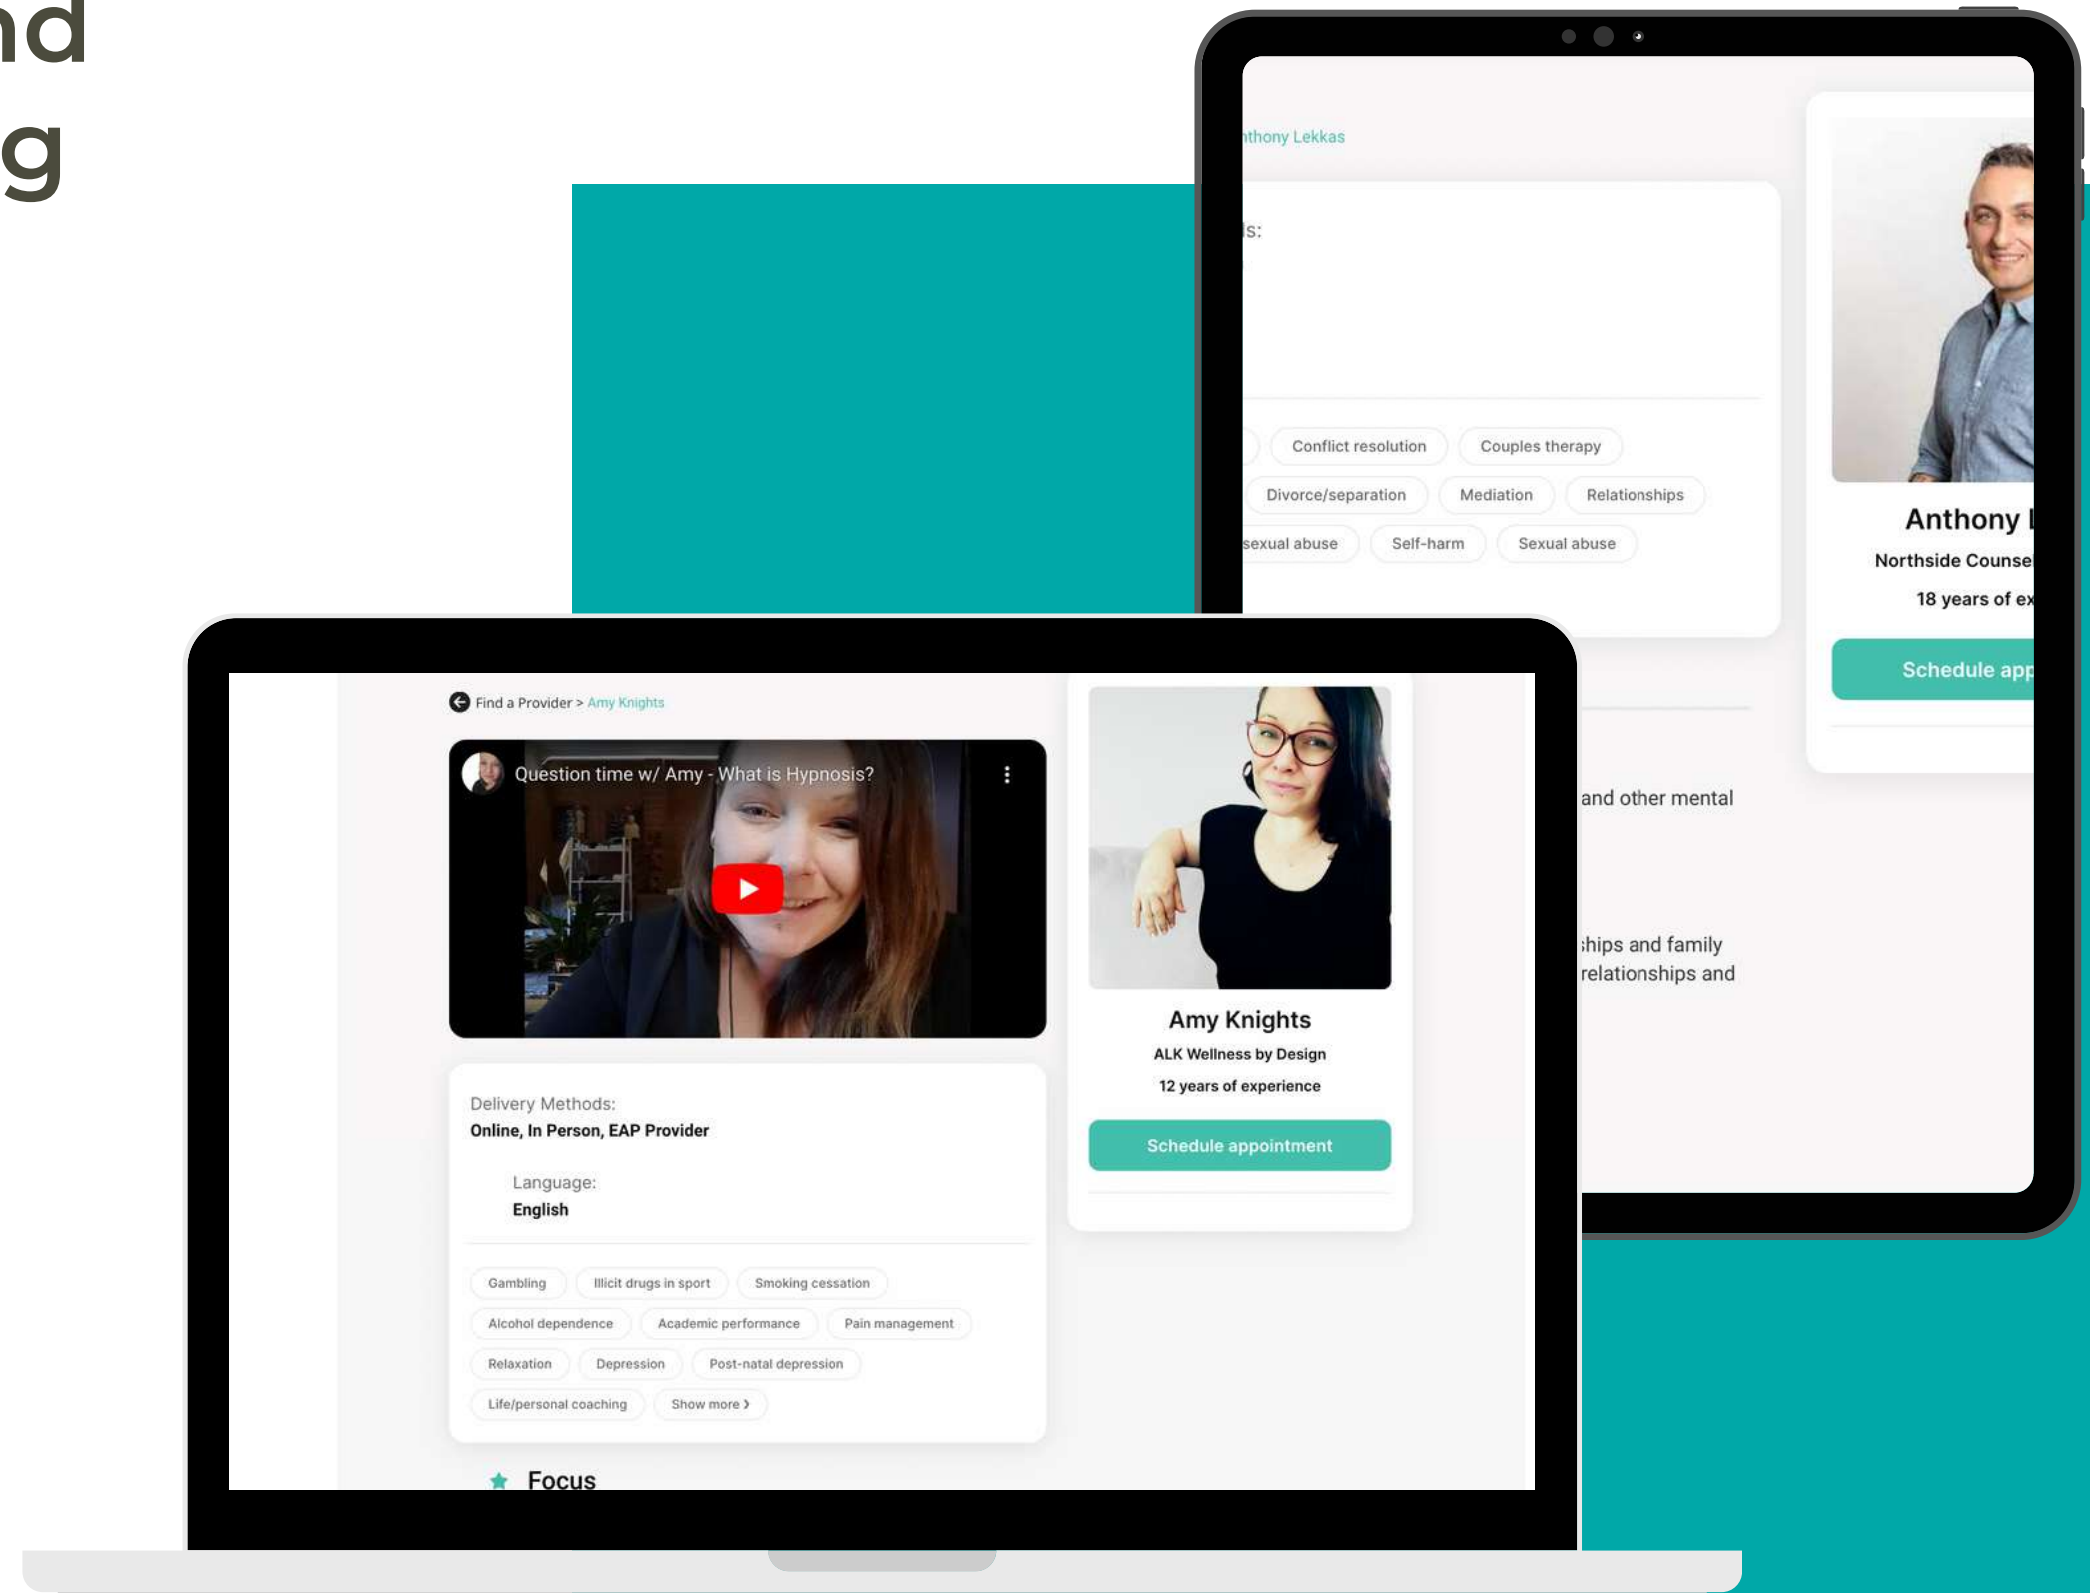 nd
g
nthony Lekkas
ls:
Conflict resolution Couples therapy
Divorce/separation Mediation Relationships
sexual abuse Self-harm Sexual abuse
Anthony L
Northside Counsel
18 years of ex
Schedule app
and other mental
ships and family
relationships and
Find a Provider > Amy Knights
Question time w/ Amy - What is Hypnosis?
Delivery Methods:
Online, In Person, EAP Provider
Language:
English
Gambling Illicit drugs in sport Smoking cessation
Alcohol dependence Academic performance Pain management
Relaxation Depression Post-natal depression
Life/personal coaching Show more ❯
Focus
Amy Knights
ALK Wellness by Design
12 years of experience
Schedule appointment